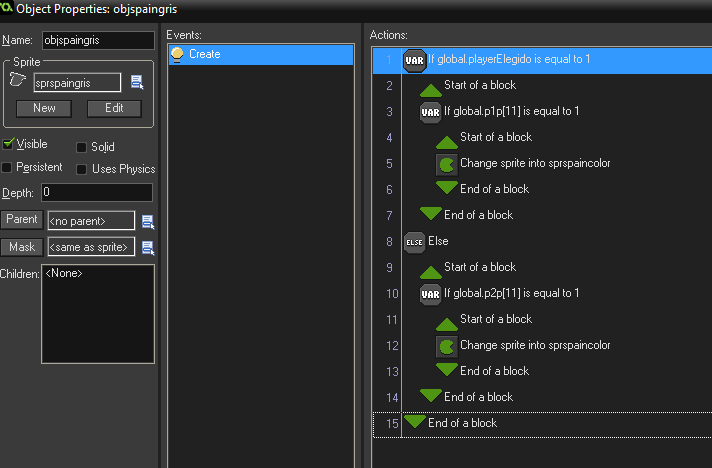 Object Properties: objspaingris
Name: objspaingris
Sprite
sprspaingris
New Edit
Visible Solid
Persistent Uses Physics
Depth: 0
Parent <no parent>
Mask <same as sprite>
Children: <None>
Events:
Create
Actions:
1 VAR If global.playerElegido is equal to 1
2 Start of a block
3 VAR If global.p1p[11] is equal to 1
4 Start of a block
5 Change sprite into sprspaincolor
6 End of a block
7 End of a block
8 ELSE Else
9 Start of a block
10 VAR If global.p2p[11] is equal to 1
11 Start of a block
12 Change sprite into sprspaincolor
13 End of a block
14 End of a block
15 End of a block